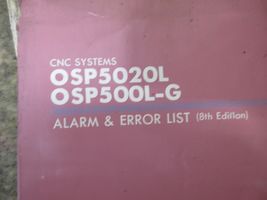 CNC SYSTEMS
OSP5020L
OSP500L-G
ALARM & ERROR LIST (8th Edition)